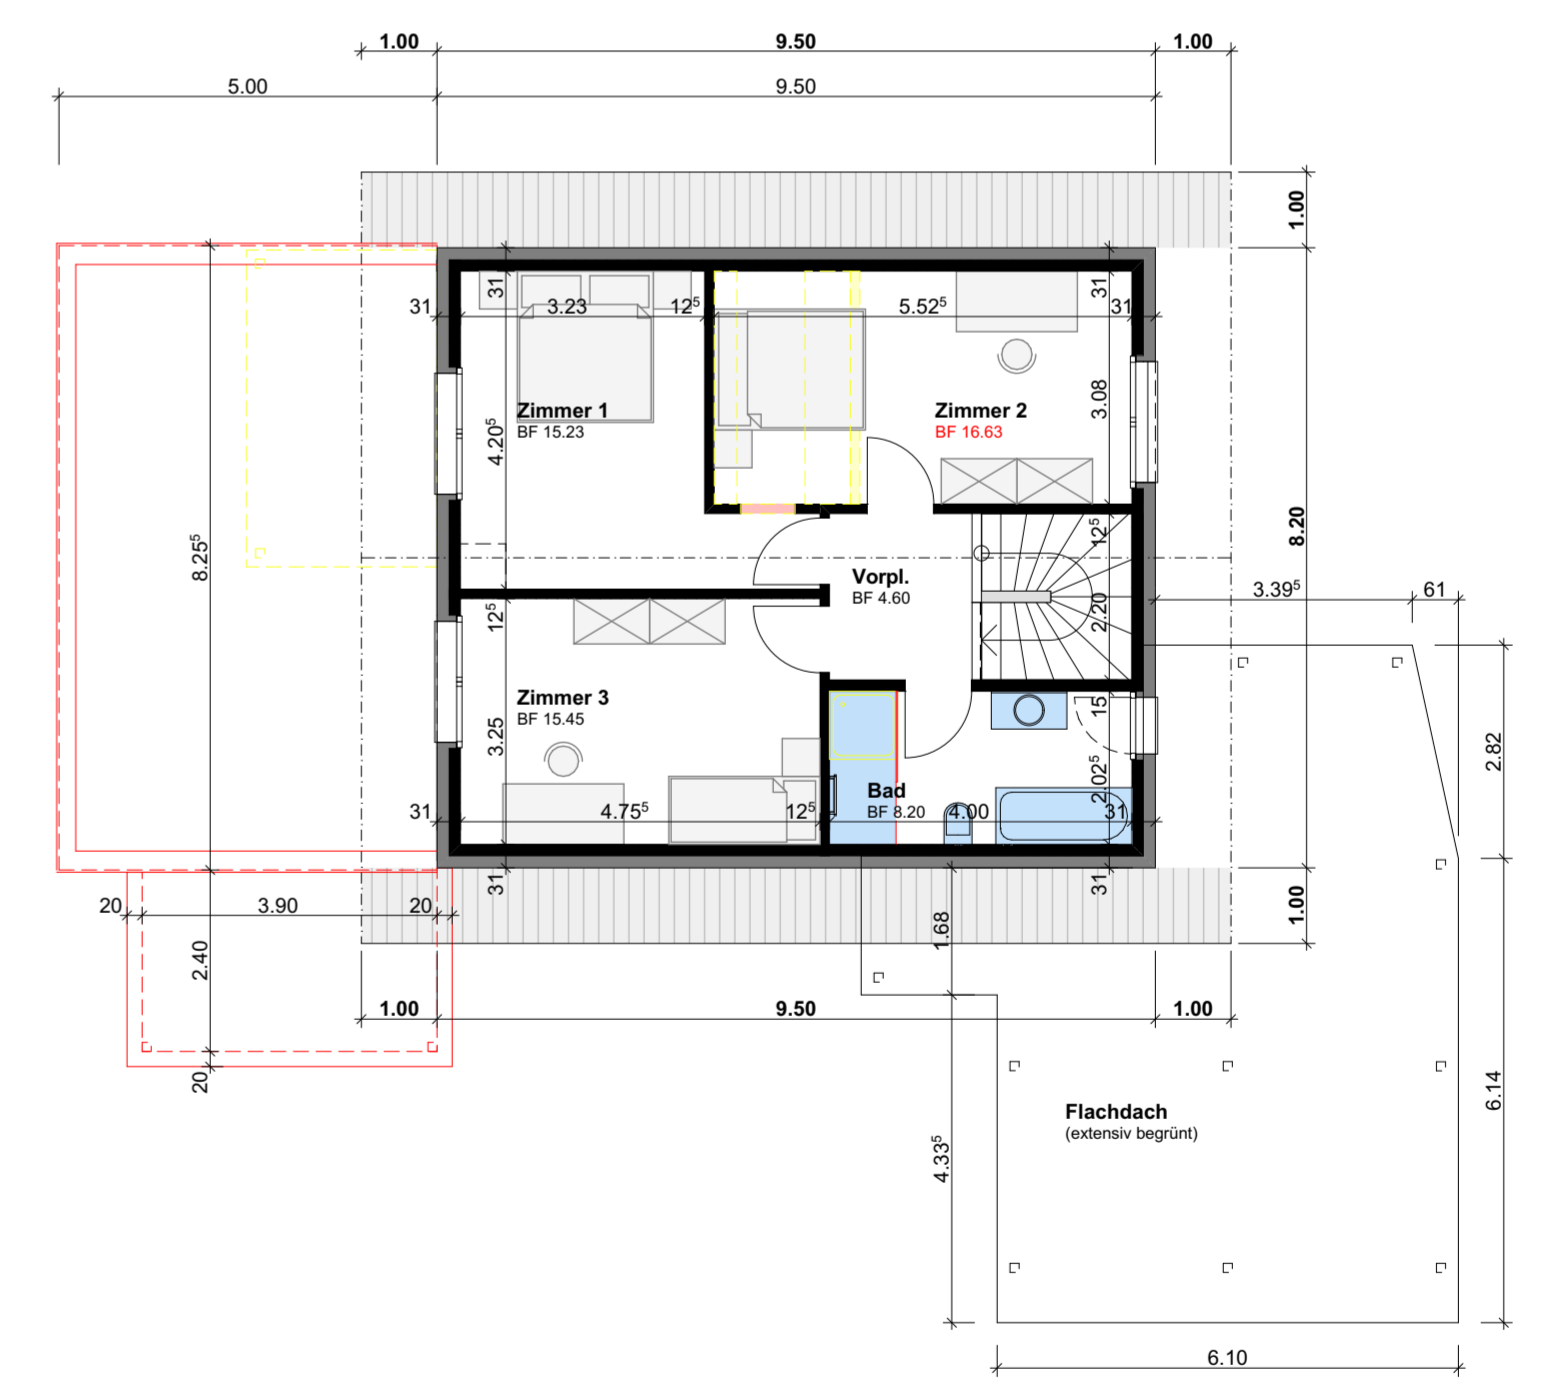 1.00 9.50 1.00
5.00 9.50
1.00
31 31
31 3.23 12⁵ 5.52⁵ 31
3.08
Zimmer 1 Zimmer 2
BF 15.23 BF 16.63
4.20⁵
8.25⁵ 12⁵ 8.20
Vorpl.
BF 4.60
3.39⁵ 61
12⁵ 2.20
Zimmer 3
BF 15.45
15
3.25 2.82
2.02⁵
Bad
BF 8.20
31 4.75⁵ 12⁵ 4.00 31
31 31
20 3.90 20 1.00
1.68
2.40
1.00 9.50 1.00
20
6.14
Flachdach
(extensiv begrünt)
4.33⁵
6.10